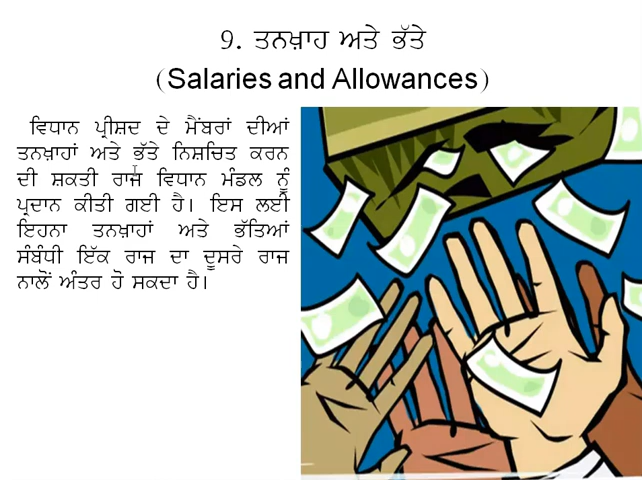 9. ਤਨਖ਼ਾਹ ਅਤੇ ਭੱਤੇ
(Salaries and Allowances)
ਵਿਧਾਨ ਪ੍ਰੀਸ਼ਦ ਦੇ ਮੈਂਬਰਾਂ ਦੀਆਂ
ਤਨਖ਼ਾਹਾਂ ਅਤੇ ਭੱਤੇ ਨਿਸ਼ਚਿਤ ਕਰਨ
ਦੀ ਸ਼ਕਤੀ ਰਾਜ ਵਿਧਾਨ ਮੰਡਲ ਨੂੰ
ਪ੍ਰਦਾਨ ਕੀਤੀ ਗਈ ਹੈ। ਇਸ ਲਈ
ਇਹਨਾ ਤਨਖ਼ਾਹਾਂ ਅਤੇ ਭੱਤਿਆਂ
ਸੰਬੰਧੀ ਇੱਕ ਰਾਜ ਦਾ ਦੂਸਰੇ ਰਾਜ
ਨਾਲੋਂ ਅੰਤਰ ਹੋ ਸਕਦਾ ਹੈ।